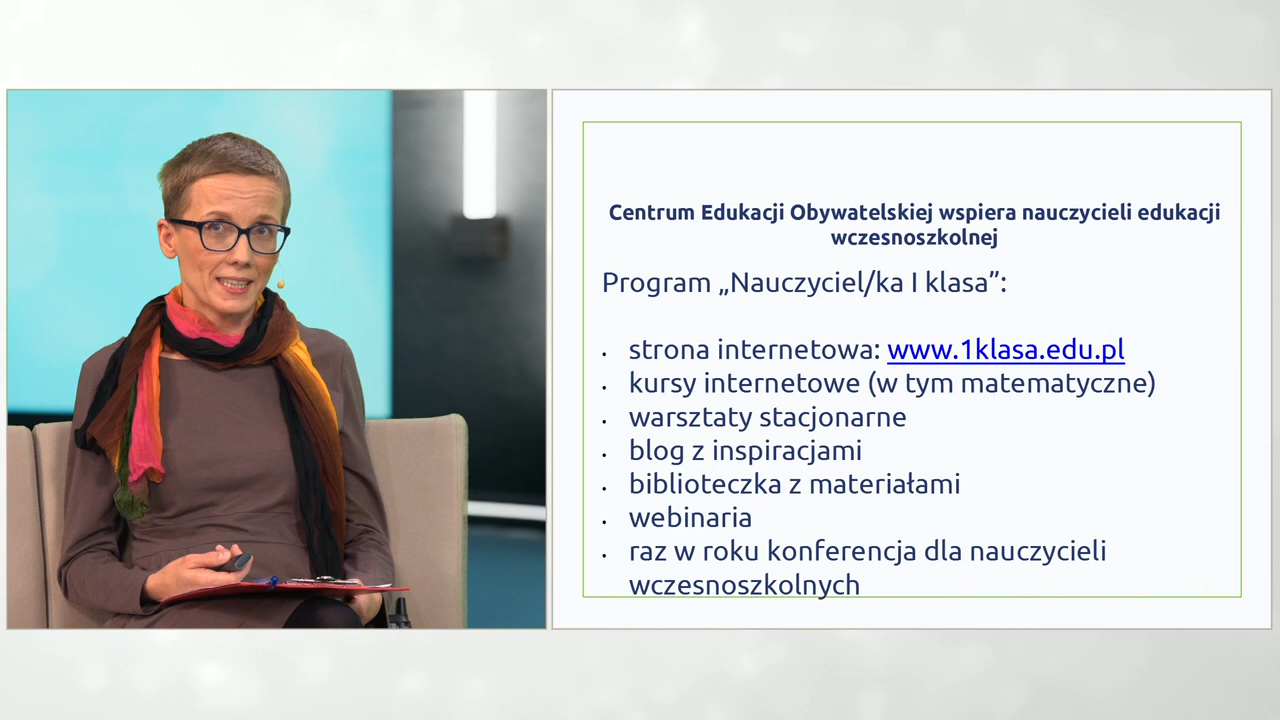 Centrum Edukacji Obywatelskiej wspiera nauczycieli edukacji
wczesnoszkolnej
Program „Nauczyciel/ka I klasa”:
• strona internetowa: www.1klasa.edu.pl
• kursy internetowe (w tym matematyczne)
• warsztaty stacjonarne
• blog z inspiracjami
• biblioteczka z materiałami
• webinaria
• raz w roku konferencja dla nauczycieli
wczesnoszkolnych